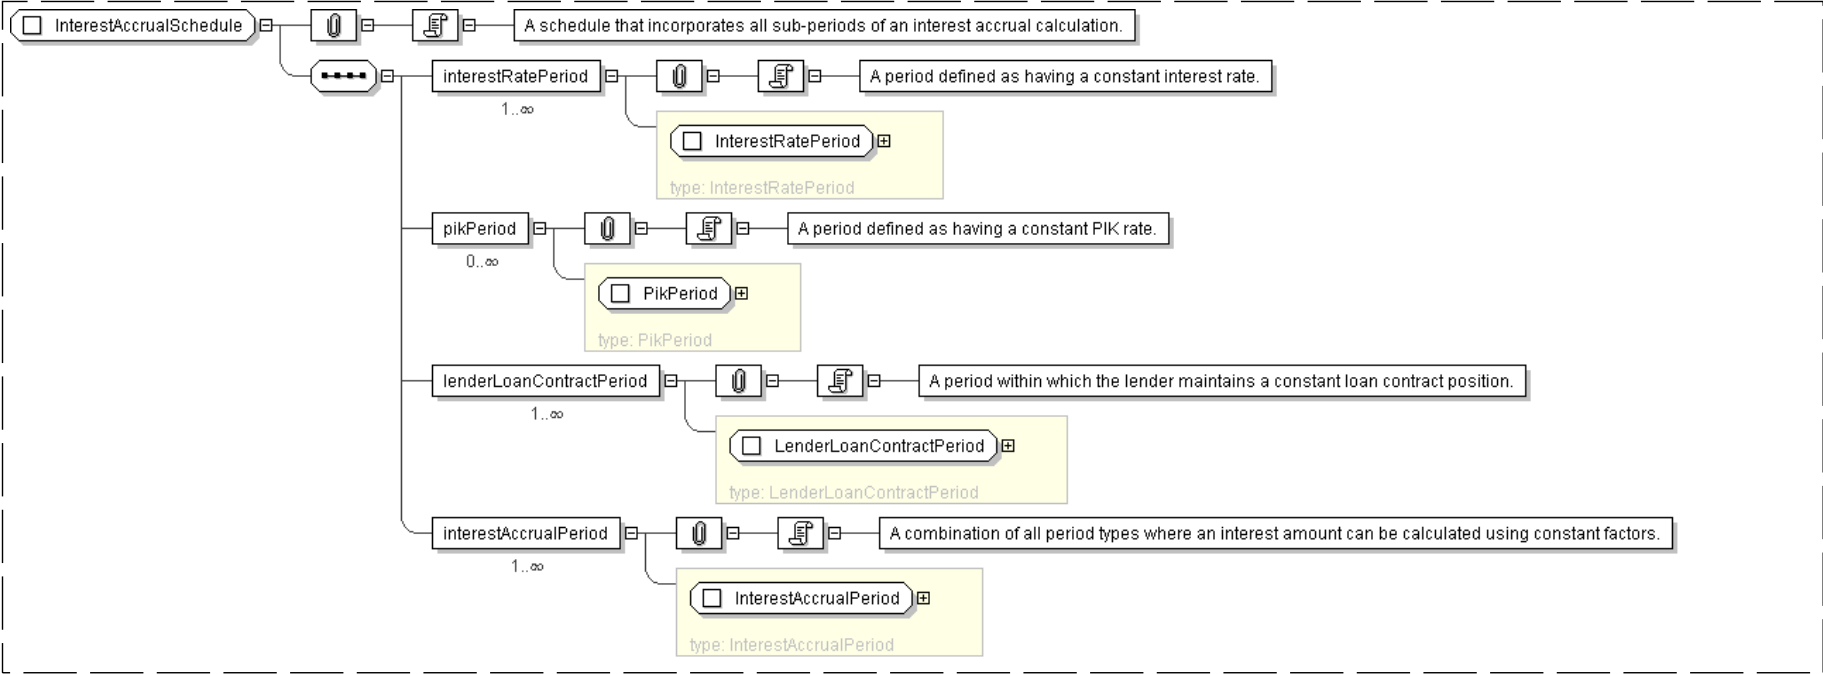 InterestAccrualSchedule
A schedule that incorporates all sub-periods of an interest accrual calculation.
interestRatePeriod
A period defined as having a constant interest rate.
1..∞
InterestRatePeriod
type: InterestRatePeriod
pikPeriod
A period defined as having a constant PIK rate.
0..∞
PikPeriod
type: PikPeriod
lenderLoanContractPeriod
A period within which the lender maintains a constant loan contract position.
1..∞
LenderLoanContractPeriod
type: LenderLoanContractPeriod
interestAccrualPeriod
A combination of all period types where an interest amount can be calculated using constant factors.
1..∞
InterestAccrualPeriod
type: InterestAccrualPeriod